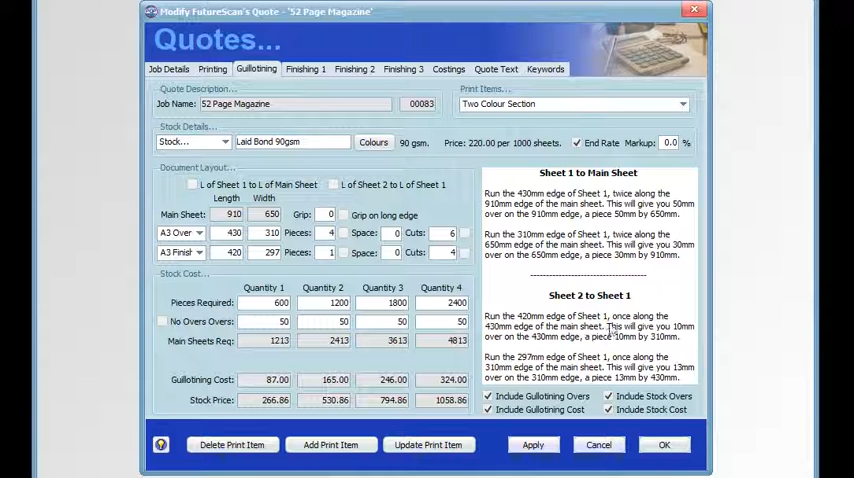 Modify FutureScan's Quote - '52 Page Magazine'
Quotes...
Job Details Printing Guillotining Finishing 1 Finishing 2 Finishing 3 Costings Quote Text Keywords
Quote Description... Print Items...
Job Name: 52 Page Magazine 00083 Two Colour Section
Stock Details...
Stock... Laid Bond 90gsm Colours 90 gsm. Price: 220.00 per 1000 sheets. End Rate Markup: 0.0 %
Document Layout...
L of Sheet 1 to L of Main Sheet L of Sheet 2 to L of Sheet 1
Length Width
Main Sheet: 910 650 Grip: 0 Grip on long edge
A3 Over 430 310 Pieces: 4 Space: 0 Cuts: 6
A3 Finish 420 297 Pieces: 1 Space: 0 Cuts: 4
Stock Cost...
Quantity 1 Quantity 2 Quantity 3 Quantity 4
Pieces Required: 600 1200 1800 2400
No Overs Overs: 50 50 50 50
Main Sheets Req: 1213 2413 3613 4813
Guillotining Cost: 87.00 165.00 246.00 324.00
Stock Price: 266.86 530.86 794.86 1058.86
Sheet 1 to Main Sheet
Run the 430mm edge of Sheet 1, twice along the
910mm edge of the main sheet. This will give you 50mm
over on the 910mm edge, a piece 50mm by 650mm.
Run the 310mm edge of Sheet 1, twice along the
650mm edge of the main sheet. This will give you 30mm
over on the 650mm edge, a piece 30mm by 910mm.
--------------------------------------
Sheet 2 to Sheet 1
Run the 420mm edge of Sheet 1, once along the
430mm edge of the main sheet. This will give you 10mm
over on the 430mm edge, a piece 10mm by 310mm.
Run the 297mm edge of Sheet 1, once along the
310mm edge of the main sheet. This will give you 13mm
over on the 310mm edge, a piece 13mm by 430mm.
Include Gullotining Overs Include Stock Overs
Include Gullotining Cost Include Stock Cost
Delete Print Item Add Print Item Update Print Item Apply Cancel OK